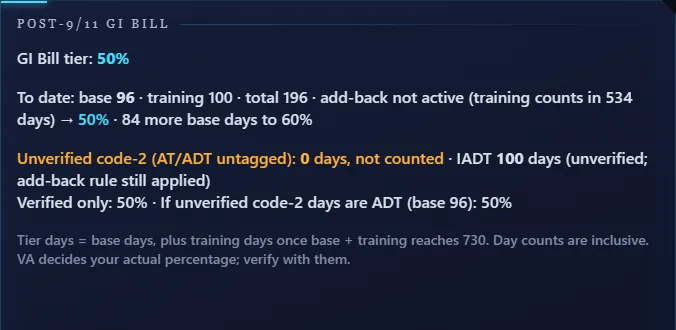 POST-9/11 GI BILL
GI Bill tier: 50%
To date: base 96 · training 100 · total 196 · add-back not active (training counts in 534
days) → 50% · 84 more base days to 60%
Unverified code-2 (AT/ADT untagged): 0 days, not counted · IADT 100 days (unverified;
add-back rule still applied)
Verified only: 50% · If unverified code-2 days are ADT (base 96): 50%
Tier days = base days, plus training days once base + training reaches 730. Day counts are inclusive.
VA decides your actual percentage; verify with them.